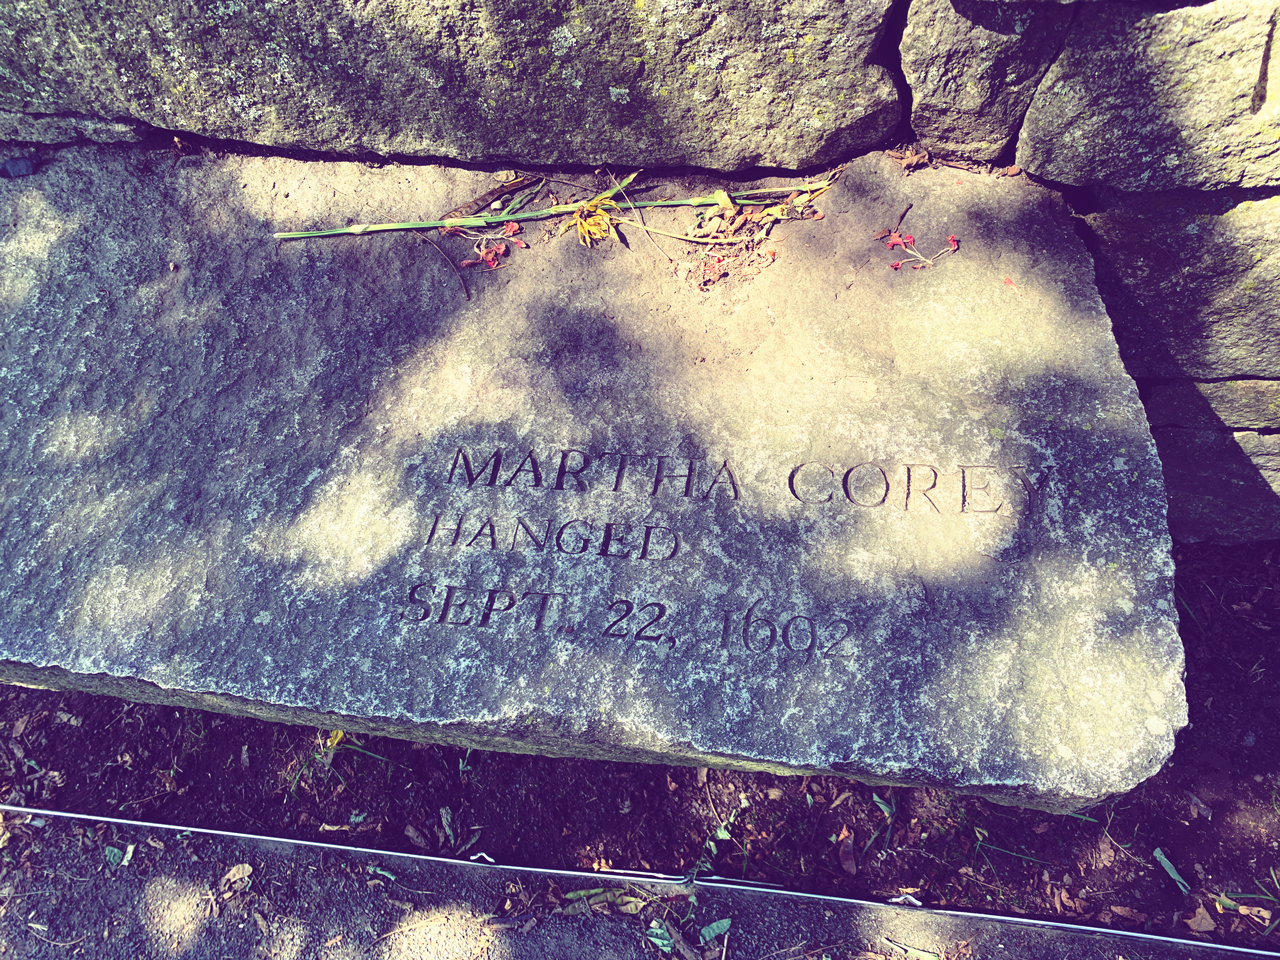 MARTHA COREY
HANGED
SEPT. 22, 1692